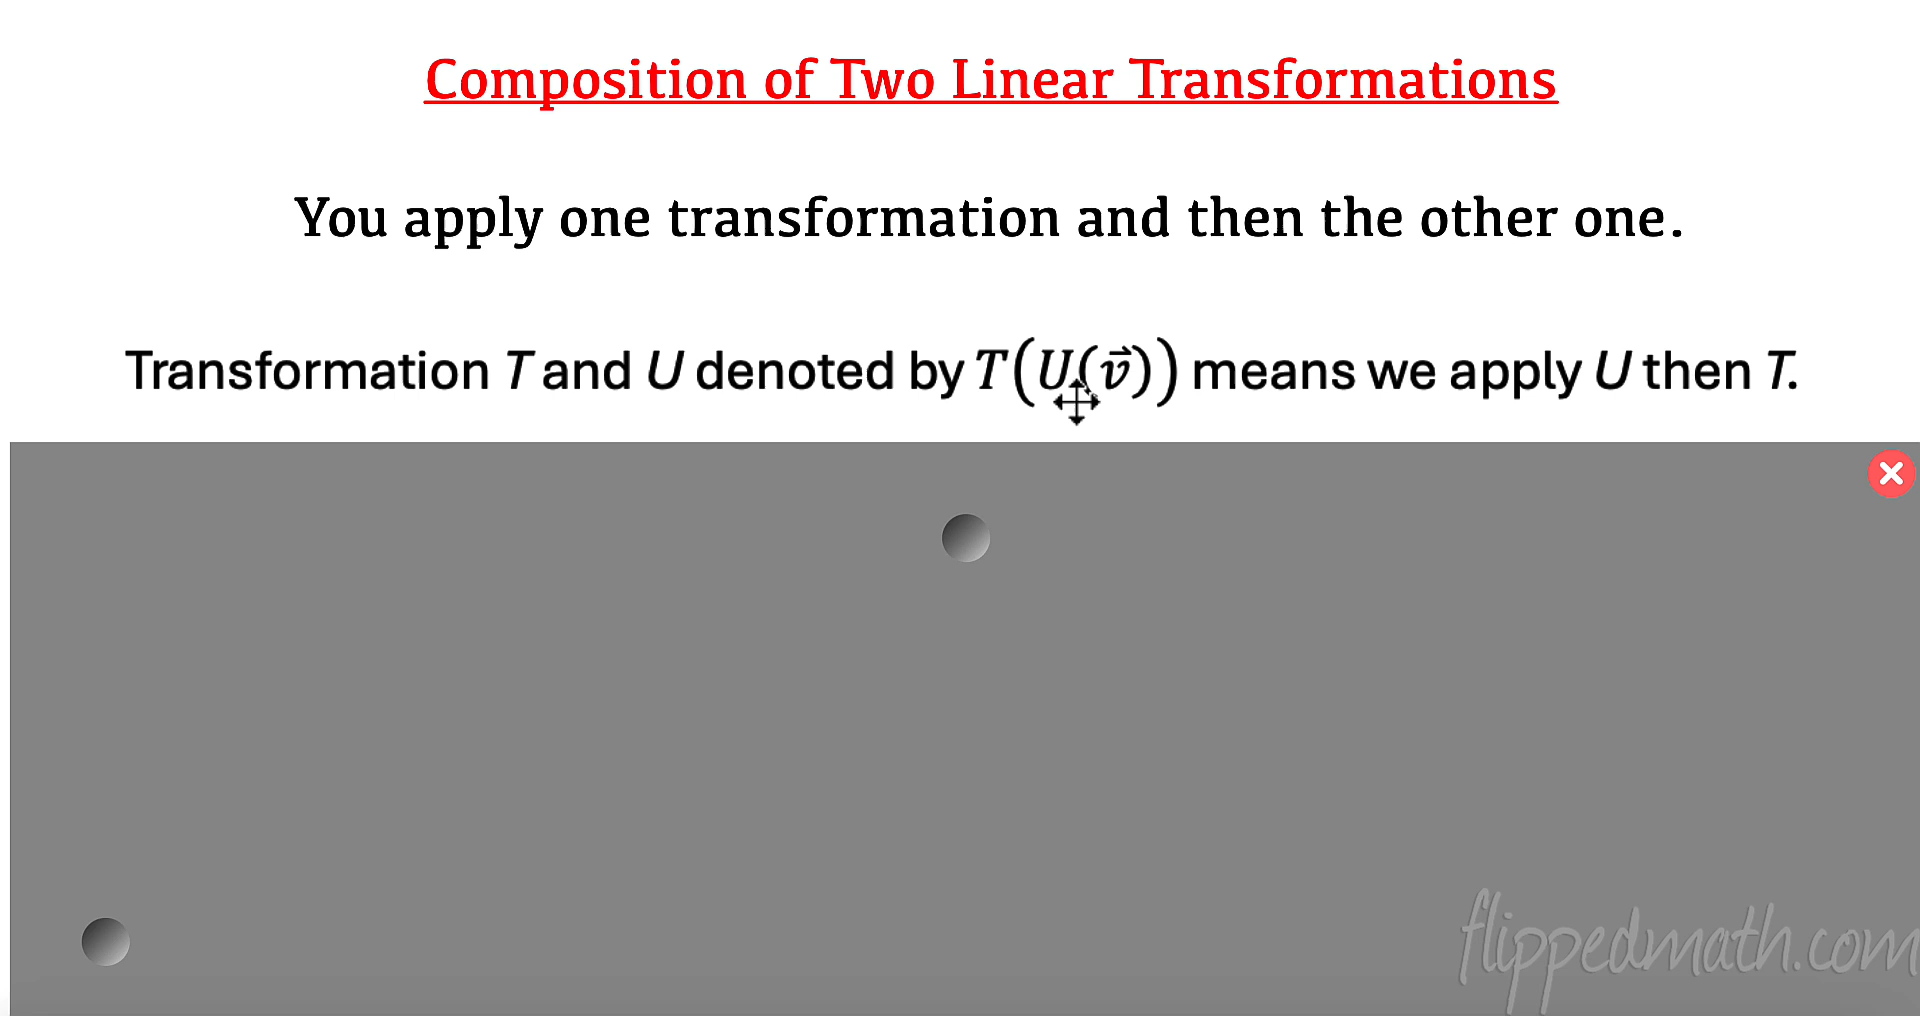 Composition of Two Linear Transformations
You apply one transformation and then the other one.
Transformation T and U denoted by T(U(v⃗)) means we apply U then T.
flippedmath.com